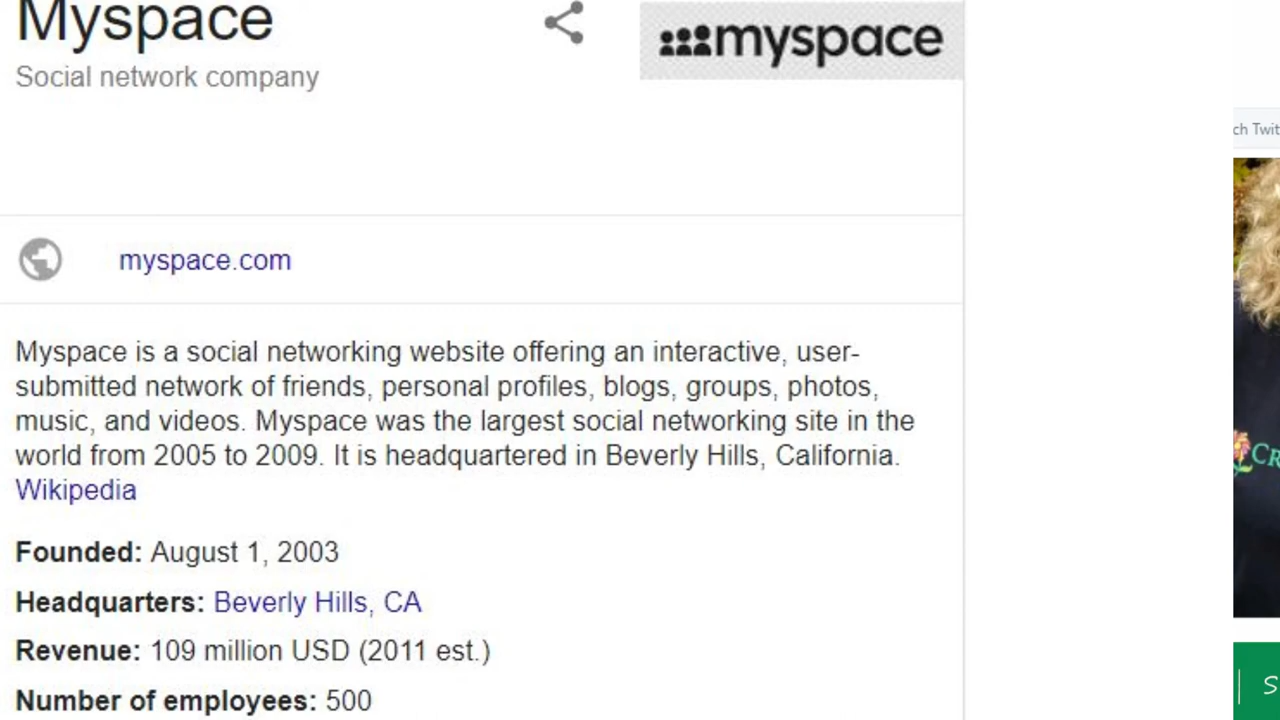 Myspace
Social network company
myspace
myspace.com
Myspace is a social networking website offering an interactive, user-
submitted network of friends, personal profiles, blogs, groups, photos,
music, and videos. Myspace was the largest social networking site in the
world from 2005 to 2009. It is headquartered in Beverly Hills, California.
Wikipedia
Founded: August 1, 2003
Headquarters: Beverly Hills, CA
Revenue: 109 million USD (2011 est.)
Number of employees: 500
ch Twit
CR
S